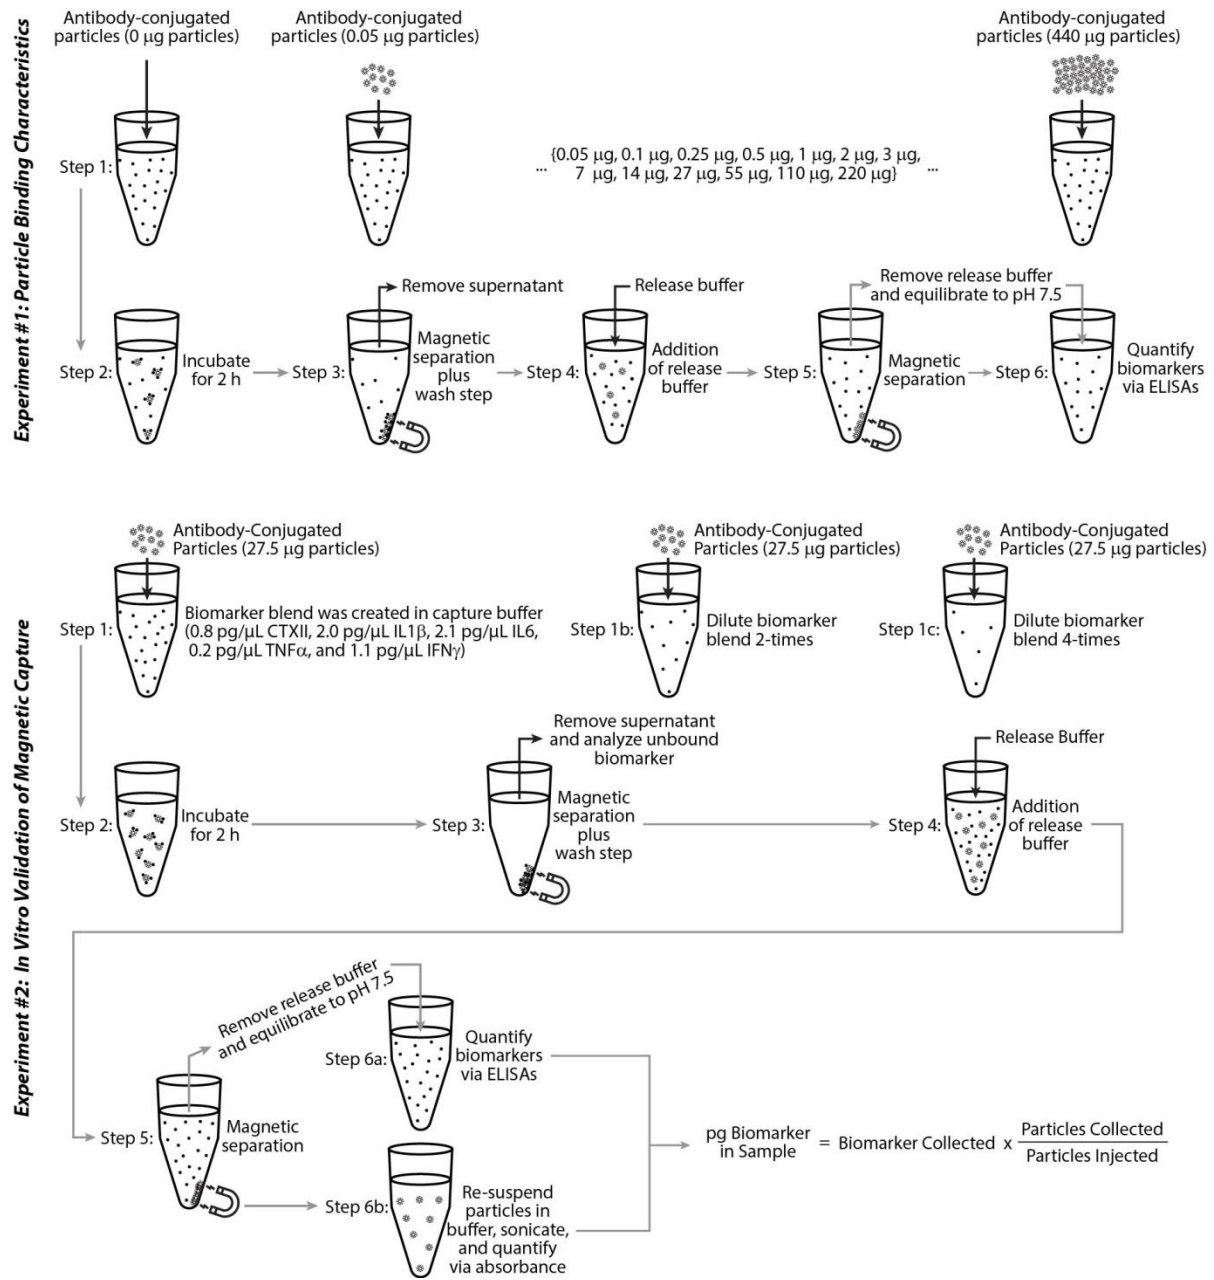 Experiment #1: Particle Binding Characteristics
Antibody-conjugated
particles (0 μg particles)
Antibody-conjugated
particles (0.05 μg particles)
Antibody-conjugated
particles (440 μg particles)
Step 1:
... {0.05 μg, 0.1 μg, 0.25 μg, 0.5 μg, 1 μg, 2 μg, 3 μg,
7 μg, 14 μg, 27 μg, 55 μg, 110 μg, 220 μg} ...
Step 2:
Incubate
for 2 h
Remove supernatant
Step 3:
Magnetic
separation
plus
wash step
Release buffer
Step 4:
Addition
of release
buffer
Remove release buffer
and equilibrate to pH 7.5
Step 5:
Magnetic
separation
Step 6:
Quantify
biomarkers
via ELISAs
Experiment #2: In Vitro Validation of Magnetic Capture
Antibody-Conjugated
Particles (27.5 μg particles)
Antibody-Conjugated
Particles (27.5 μg particles)
Antibody-Conjugated
Particles (27.5 μg particles)
Step 1:
Biomarker blend was created in capture buffer
(0.8 pg/μL CTXII, 2.0 pg/μL IL1β, 2.1 pg/μL IL6,
0.2 pg/μL TNFα, and 1.1 pg/μL IFNγ)
Step 1b:
Dilute biomarker
blend 2-times
Step 1c:
Dilute biomarker
blend 4-times
Step 2:
Incubate
for 2 h
Remove supernatant
and analyze unbound
biomarker
Step 3:
Magnetic
separation
plus
wash step
Release Buffer
Step 4:
Addition
of release
buffer
Remove release buffer
and equilibrate to pH 7.5
Step 5:
Magnetic
separation
Step 6a:
Quantify
biomarkers
via ELISAs
Step 6b:
Re-suspend
particles in
buffer, sonicate,
and quantify
via absorbance
pg Biomarker
in Sample
= Biomarker Collected x
Particles Collected
Particles Injected